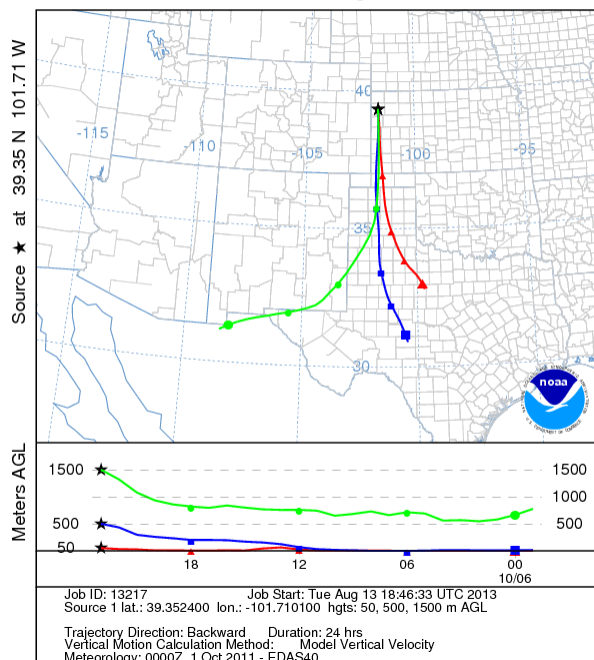 Source ★ at 39.35 N 101.71 W
40
-115
-110
-105
-100
-95
35
30
noaa
Meters AGL
1500
500
50
1500
1000
500
18
12
06
00
10/06
Job ID: 13217 Job Start: Tue Aug 13 18:46:33 UTC 2013
Source 1 lat.: 39.352400 lon.: -101.710100 hgts: 50, 500, 1500 m AGL
Trajectory Direction: Backward Duration: 24 hrs
Vertical Motion Calculation Method: Model Vertical Velocity
Meteorology: 0000Z 1 Oct 2011 - EDAS40